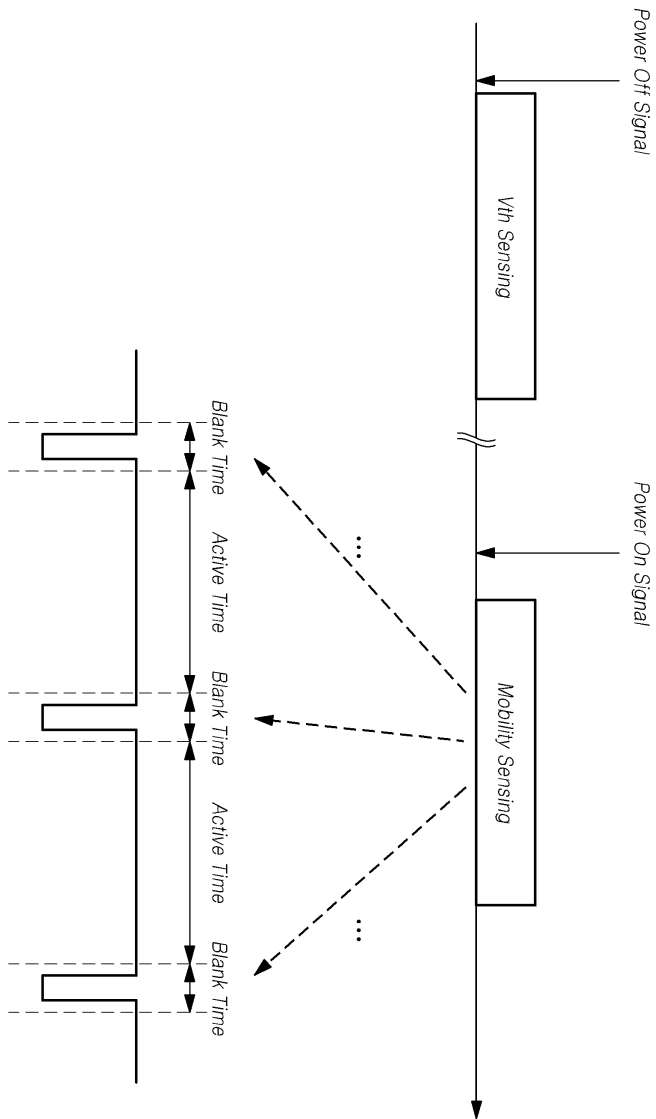 Power Off Signal
Power On Signal
Vth Sensing
Mobility Sensing
...
...
Blank Time
Active Time
Blank Time
Active Time
Blank Time